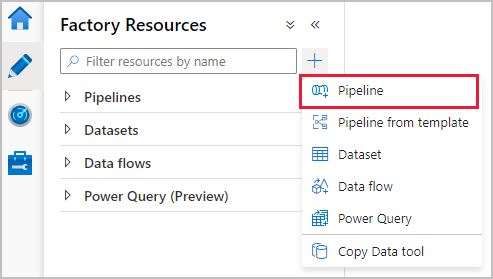 Factory Resources
Filter resources by name
Pipelines
Datasets
Data flows
Power Query (Preview)
Pipeline
Pipeline from template
Dataset
Data flow
Power Query
Copy Data tool